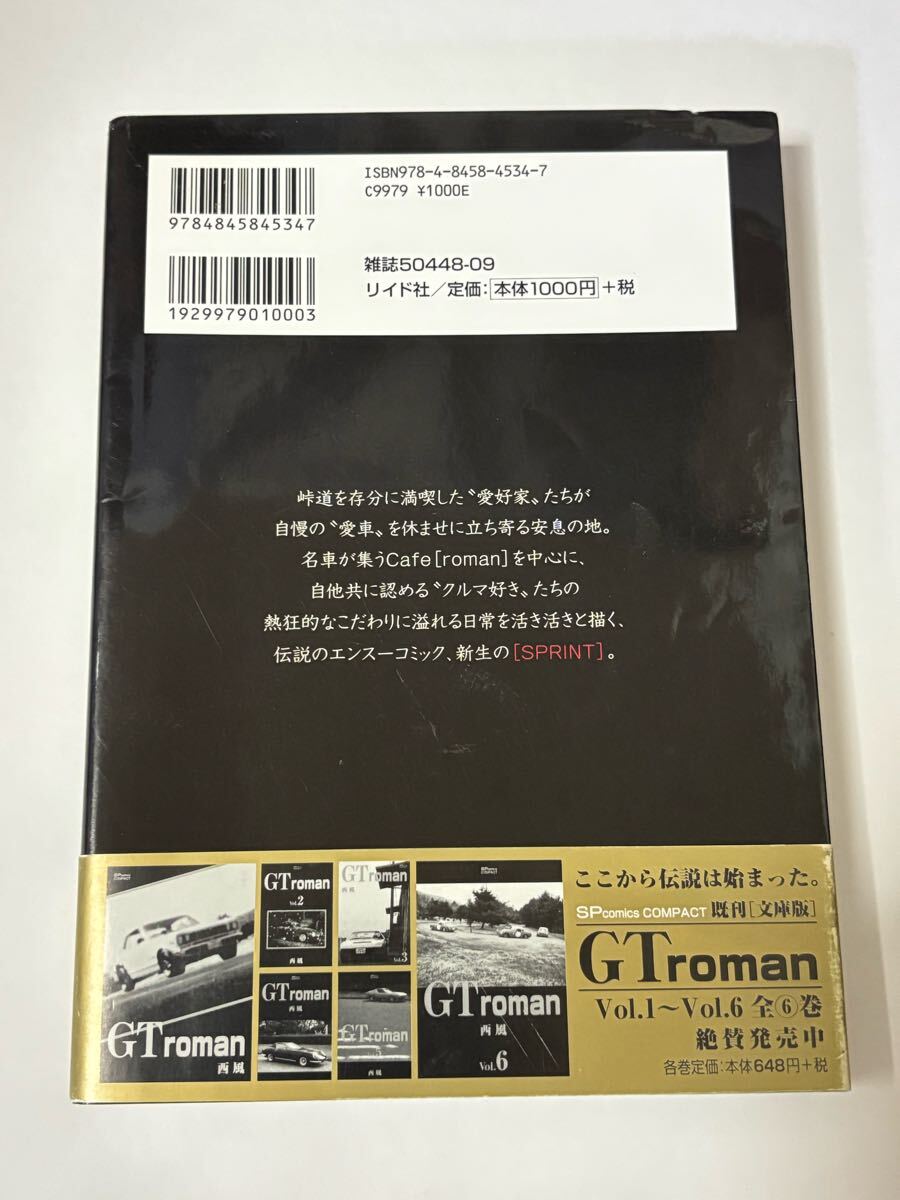 ISBN978-4-8458-4534-7
C9979 ¥1000E
9784845845347
雑誌50448-09
リイド社／定価：本体1000円+税
1929979010003
峠道を存分に満喫した〝愛好家〟たちが
自慢の〝愛車〟を休ませに立ち寄る安息の地。
名車が集うCafe[roman]を中心に、
自他共に認める〝クルマ好き〟たちの
熱狂的なこだわりに溢れる日常を活き活きと描く、
伝説のエンスーコミック、新生の[SPRINT]。
SPcomics COMPACT
GTroman
西風
GTroman
Vol.2
西風
GTroman
西風
Vol.3
GTroman
西風
GTroman
西風
GTroman
西風
Vol.6
ここから伝説は始まった。
SPcomics COMPACT 既刊[文庫版]
GTroman
Vol.1〜Vol.6 全⑥巻
絶賛発売中
各巻定価：本体648円+税